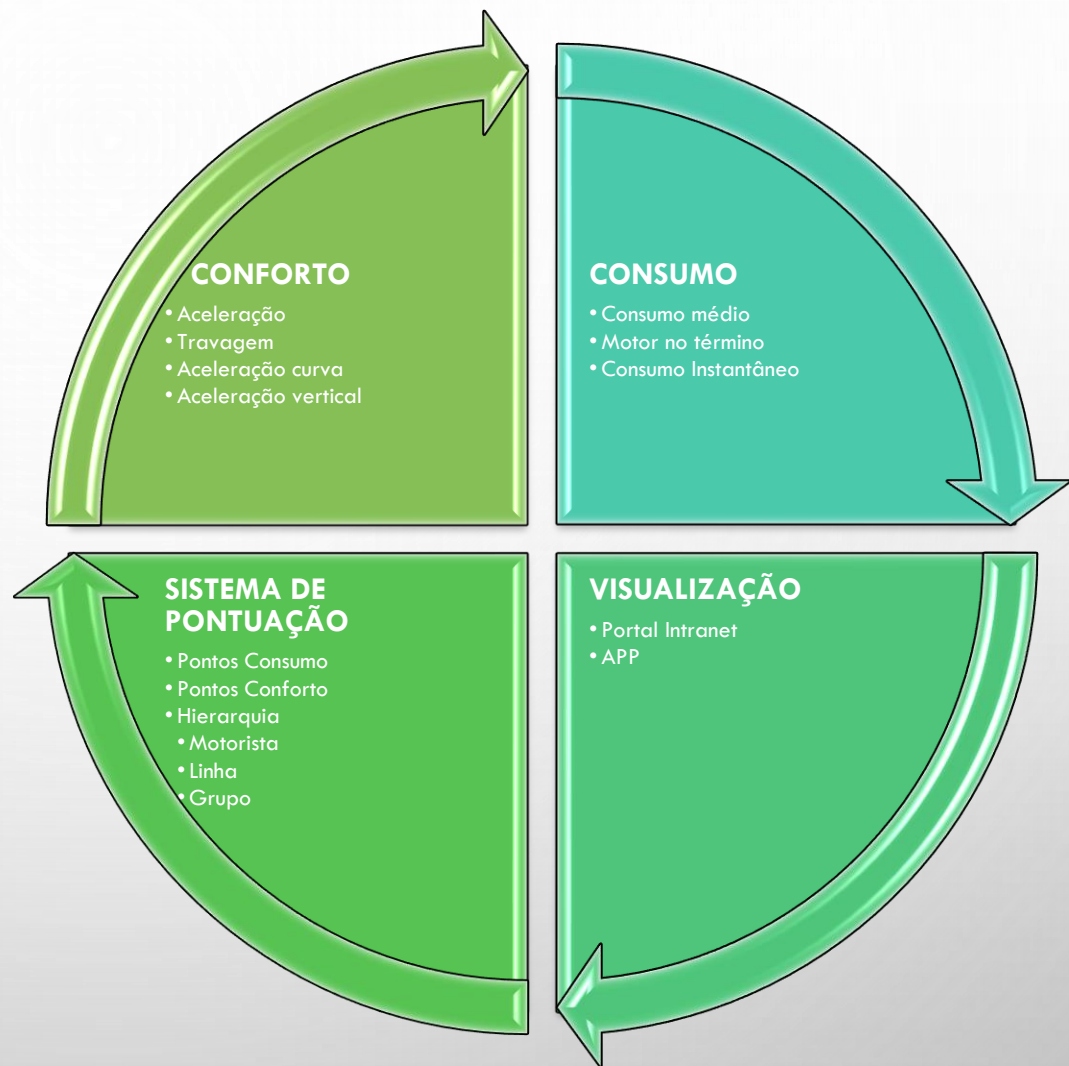 CONFORTO
• Aceleração
• Travagem
• Aceleração curva
• Aceleração vertical
CONSUMO
• Consumo médio
• Motor no término
• Consumo Instantâneo
SISTEMA DE
PONTUAÇÃO
• Pontos Consumo
• Pontos Conforto
• Hierarquia
• Motorista
• Linha
• Grupo
VISUALIZAÇÃO
• Portal Intranet
• APP